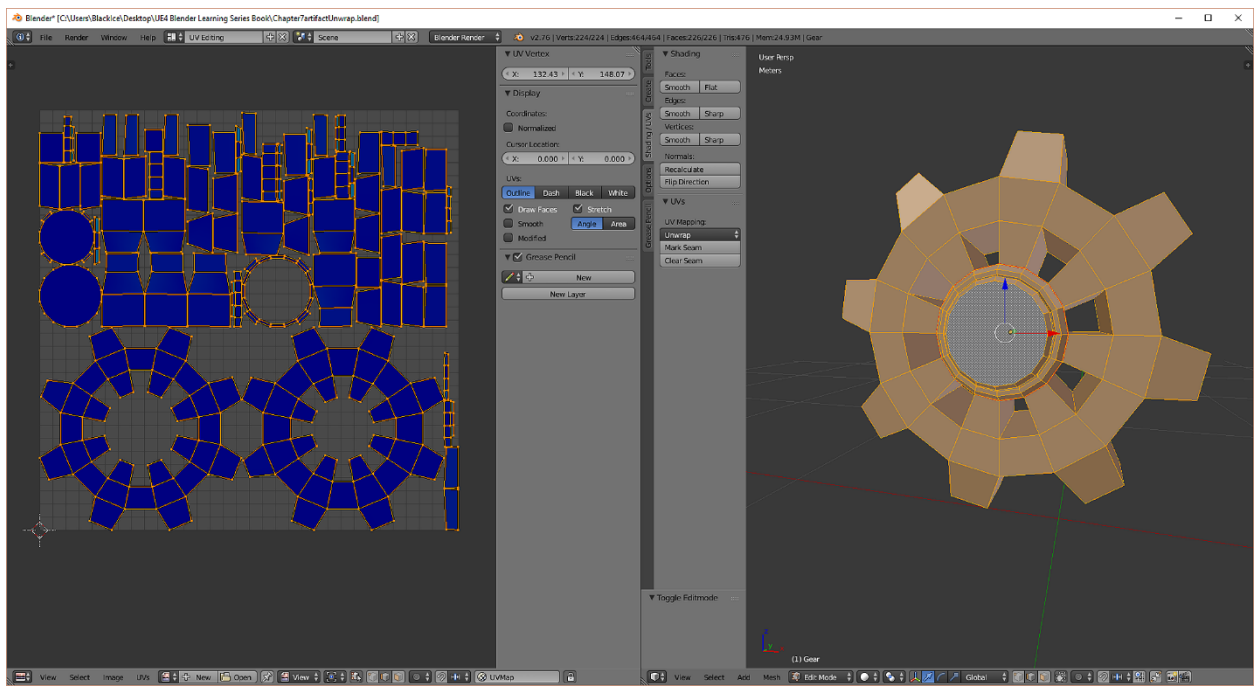 Blender* [C:\Users\BlackIce\Desktop\UE4 Blender Learning Series Book\Chapter7artifactUnwrap.blend]
File Render Window Help UV Editing Scene Blender Render v2.76 | Verts:224/224 | Edges:464/464 | Faces:226/226 | Tris:476 | Mem:24.93M | Gear
UV Vertex
X: 132.43 Y: 148.07
Display
Coordinates:
Normalized
Cursor Location:
X: 0.000 Y: 0.000
UVs:
Outline Dash Black White
Draw Faces Stretch
Smooth Angle Area
Modified
Grease Pencil
New
New Layer
Tools
Create
Shading / UVs
Options
Grease Pencil
Shading
Faces:
Smooth Flat
Edges:
Smooth Sharp
Vertices:
Smooth Sharp
Normals:
Recalculate
Flip Direction
UVs
UV Mapping:
Unwrap
Mark Seam
Clear Seam
Toggle Editmode
User Persp
Meters
(1) Gear
View Select Image UVs New Open View UVMap
View Select Add Mesh Edit Mode Global